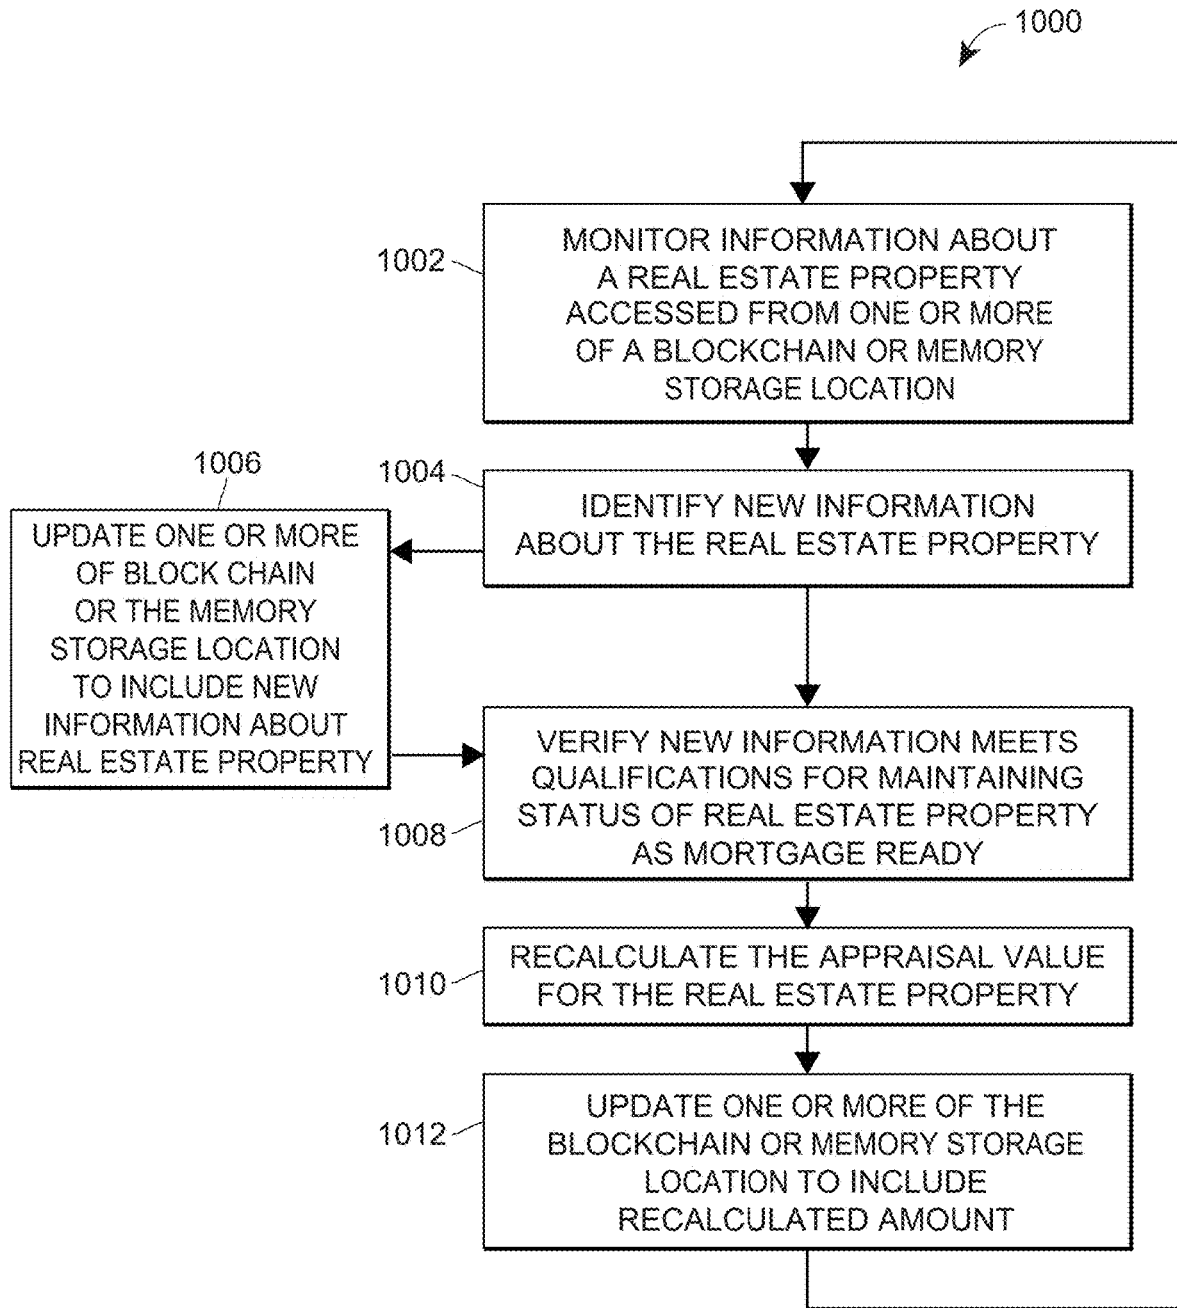 1000
1002
MONITOR INFORMATION ABOUT
A REAL ESTATE PROPERTY
ACCESSED FROM ONE OR MORE
OF A BLOCKCHAIN OR MEMORY
STORAGE LOCATION
1004
IDENTIFY NEW INFORMATION
ABOUT THE REAL ESTATE PROPERTY
1006
UPDATE ONE OR MORE
OF BLOCK CHAIN
OR THE MEMORY
STORAGE LOCATION
TO INCLUDE NEW
INFORMATION ABOUT
REAL ESTATE PROPERTY
1008
VERIFY NEW INFORMATION MEETS
QUALIFICATIONS FOR MAINTAINING
STATUS OF REAL ESTATE PROPERTY
AS MORTGAGE READY
1010
RECALCULATE THE APPRAISAL VALUE
FOR THE REAL ESTATE PROPERTY
1012
UPDATE ONE OR MORE OF THE
BLOCKCHAIN OR MEMORY STORAGE
LOCATION TO INCLUDE
RECALCULATED AMOUNT